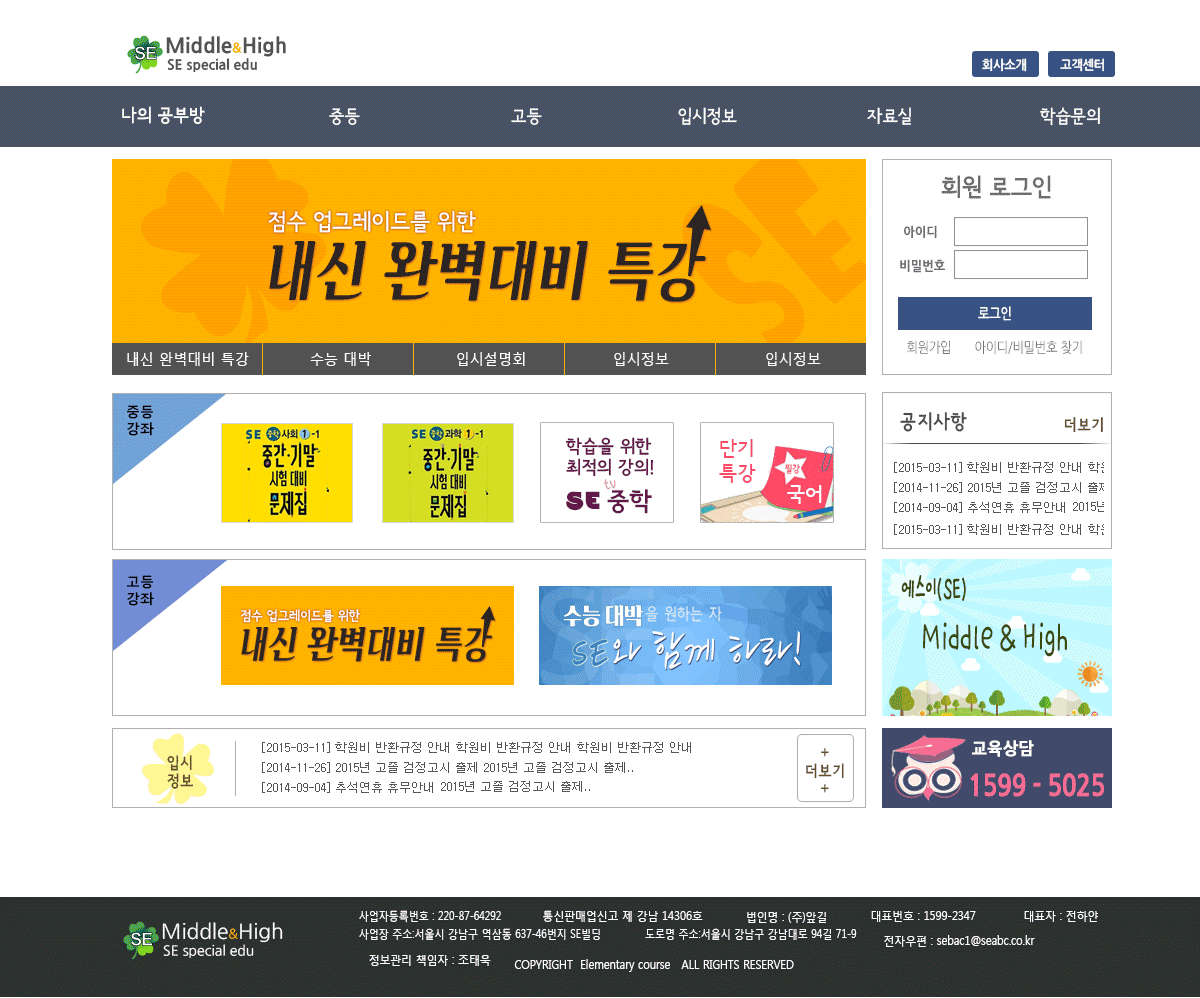 SE Middle&High
SE special edu
회사소개 고객센터
나의 공부방 중등 고등 입시정보 자료실 학습문의
점수 업그레이드를 위한
내신 완벽대비 특강
SE
내신 완벽대비 특강 수능 대박 입시설명회 입시정보 입시정보
회원 로그인
아이디
비밀번호
로그인
회원가입 아이디/비밀번호 찾기
중등
강좌
SE 중학 사회 1-1
중간·기말
시험 대비
문제집
SE 중학 과학 1-1
중간·기말
시험 대비
문제집
학습을 위한
최적의 강의!
tv
SE 중학
단기
특강
필강
국어
공지사항 더보기
[2015-03-11] 학원비 반환규정 안내 학원
[2014-11-26] 2015년 고졸 검정고시 출제
[2014-09-04] 추석연휴 휴무안내 2015년
[2015-03-11] 학원비 반환규정 안내 학원
고등
강좌
점수 업그레이드를 위한
내신 완벽대비 특강
수능 대박을 원하는 자
SE와 함께 하라!
에스이(SE)
Middle & High
입시
정보
[2015-03-11] 학원비 반환규정 안내 학원비 반환규정 안내 학원비 반환규정 안내
[2014-11-26] 2015년 고졸 검정고시 출제 2015년 고졸 검정고시 출제..
[2014-09-04] 추석연휴 휴무안내 2015년 고졸 검정고시 출제..
+
더보기
+
교육상담
1599 - 5025
SE Middle&High
SE special edu
사업자등록번호 : 220-87-64292 통신판매업신고 제 강남 14306호 법인명 : (주)앞길 대표번호 : 1599-2347 대표자 : 전하얀
사업장 주소:서울시 강남구 역삼동 637-46번지 SE빌딩 도로명 주소:서울시 강남구 강남대로 94길 71-9 전자우편 : sebac1@seabc.co.kr
정보관리 책임자 : 조태욱 COPYRIGHT Elementary course ALL RIGHTS RESERVED